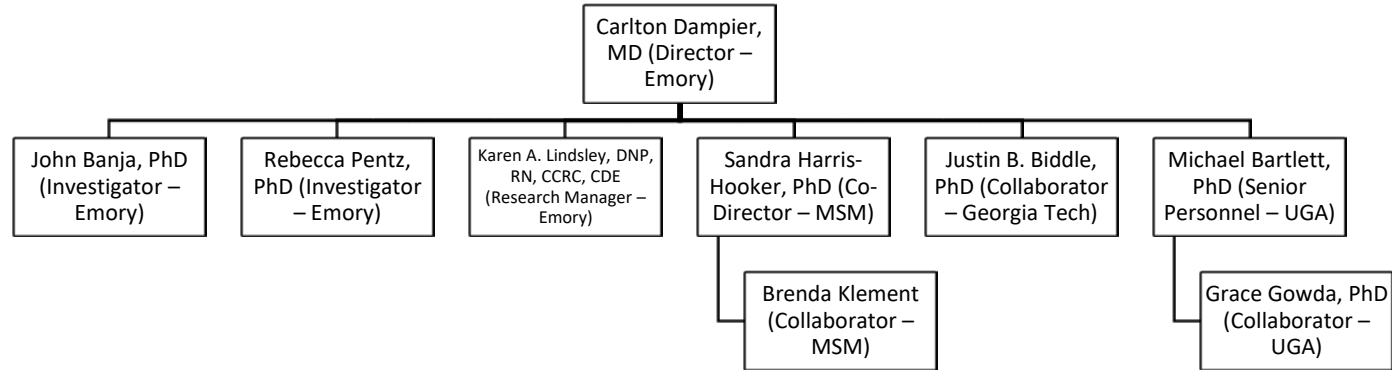 Carlton Dampier,
MD (Director –
Emory)
John Banja, PhD
(Investigator –
Emory)
Rebecca Pentz,
PhD (Investigator
– Emory)
Karen A. Lindsley, DNP,
RN, CCRC, CDE
(Research Manager –
Emory)
Sandra Harris-
Hooker, PhD (Co-
Director – MSM)
Justin B. Biddle,
PhD (Collaborator
– Georgia Tech)
Michael Bartlett,
PhD (Senior
Personnel – UGA)
Brenda Klement
(Collaborator –
MSM)
Grace Gowda, PhD
(Collaborator –
UGA)